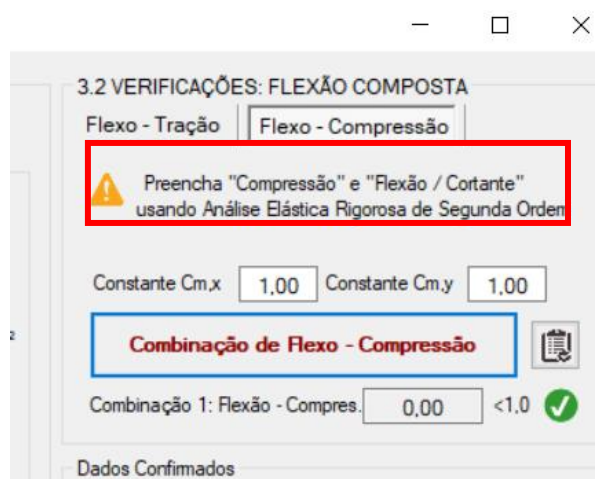 3.2 VERIFICAÇÕES: FLEXÃO COMPOSTA
Flexo - Tração Flexo - Compressão
Preencha "Compressão" e "Flexão / Cortante"
usando Análise Elástica Rigorosa de Segunda Ordem
Constante Cm,x 1,00 Constante Cm.y 1,00
Combinação de Flexo - Compressão
Combinação 1: Flexão - Compres. 0,00 <1,0
Dados Confirmados